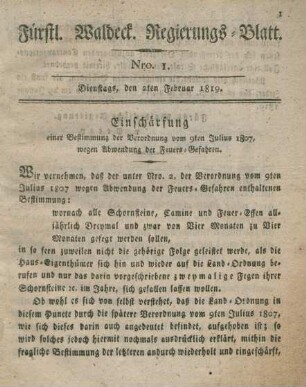 1
Fürstl. Waldeck. Regierungs-Blatt.
Nro. 1.
Dienstags, den 2ten Februar 1819.
Einschärfung
einer Bestimmung der Verordnung vom 9ten Julius 1807,
wegen Abwendung der Feuers-Gefahren.
Wir vernehmen, daß der unter Nro. 2. der Verordnung vom 9ten
Julius 1807 wegen Abwendung der Feuers-Gefahren enthaltenen
Bestimmung:
wornach alle Schornsteine, Camine und Feuer-Essen all-
jährlich Dreymal und zwar von Vier Monaten zu Vier
Monaten gefegt werden sollen,
in so fern zuweilen nicht die gehörige Folge geleistet werde, als die
Haus-Eigenthümer sich hin und wieder auf die Land-Ordnung be-
rufen und nur das darin vorgeschriebene zweymalige Fegen ihrer
Schornsteine ꝛc. im Jahre, sich gefallen lassen wollen.
Ob wohl es sich von selbst versteht, daß die Land-Ordnung in
diesem Puncte durch die spätere Verordnung vom 9ten Julius 1807,
wie sich dieses darin auch angedeutet befindet, aufgehoben ist; so
wird solches doch hiermit nochmals ausdrücklich erklärt, mithin die
fragliche Bestimmung der letzteren andurch wiederholt und eingeschärft,